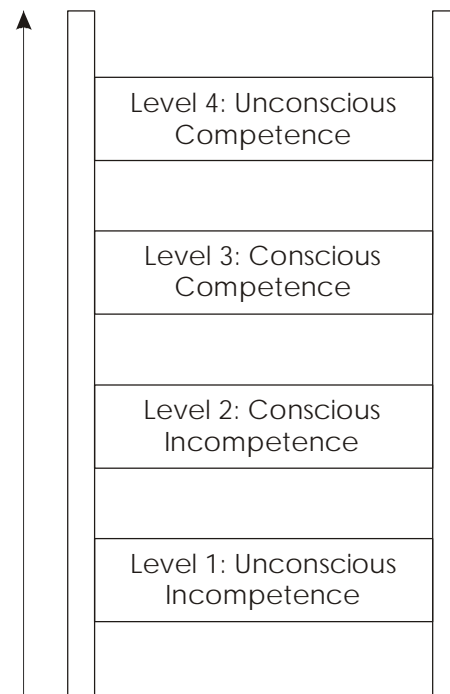 Level 4: Unconscious
Competence
Level 3: Conscious
Competence
Level 2: Conscious
Incompetence
Level 1: Unconscious
Incompetence